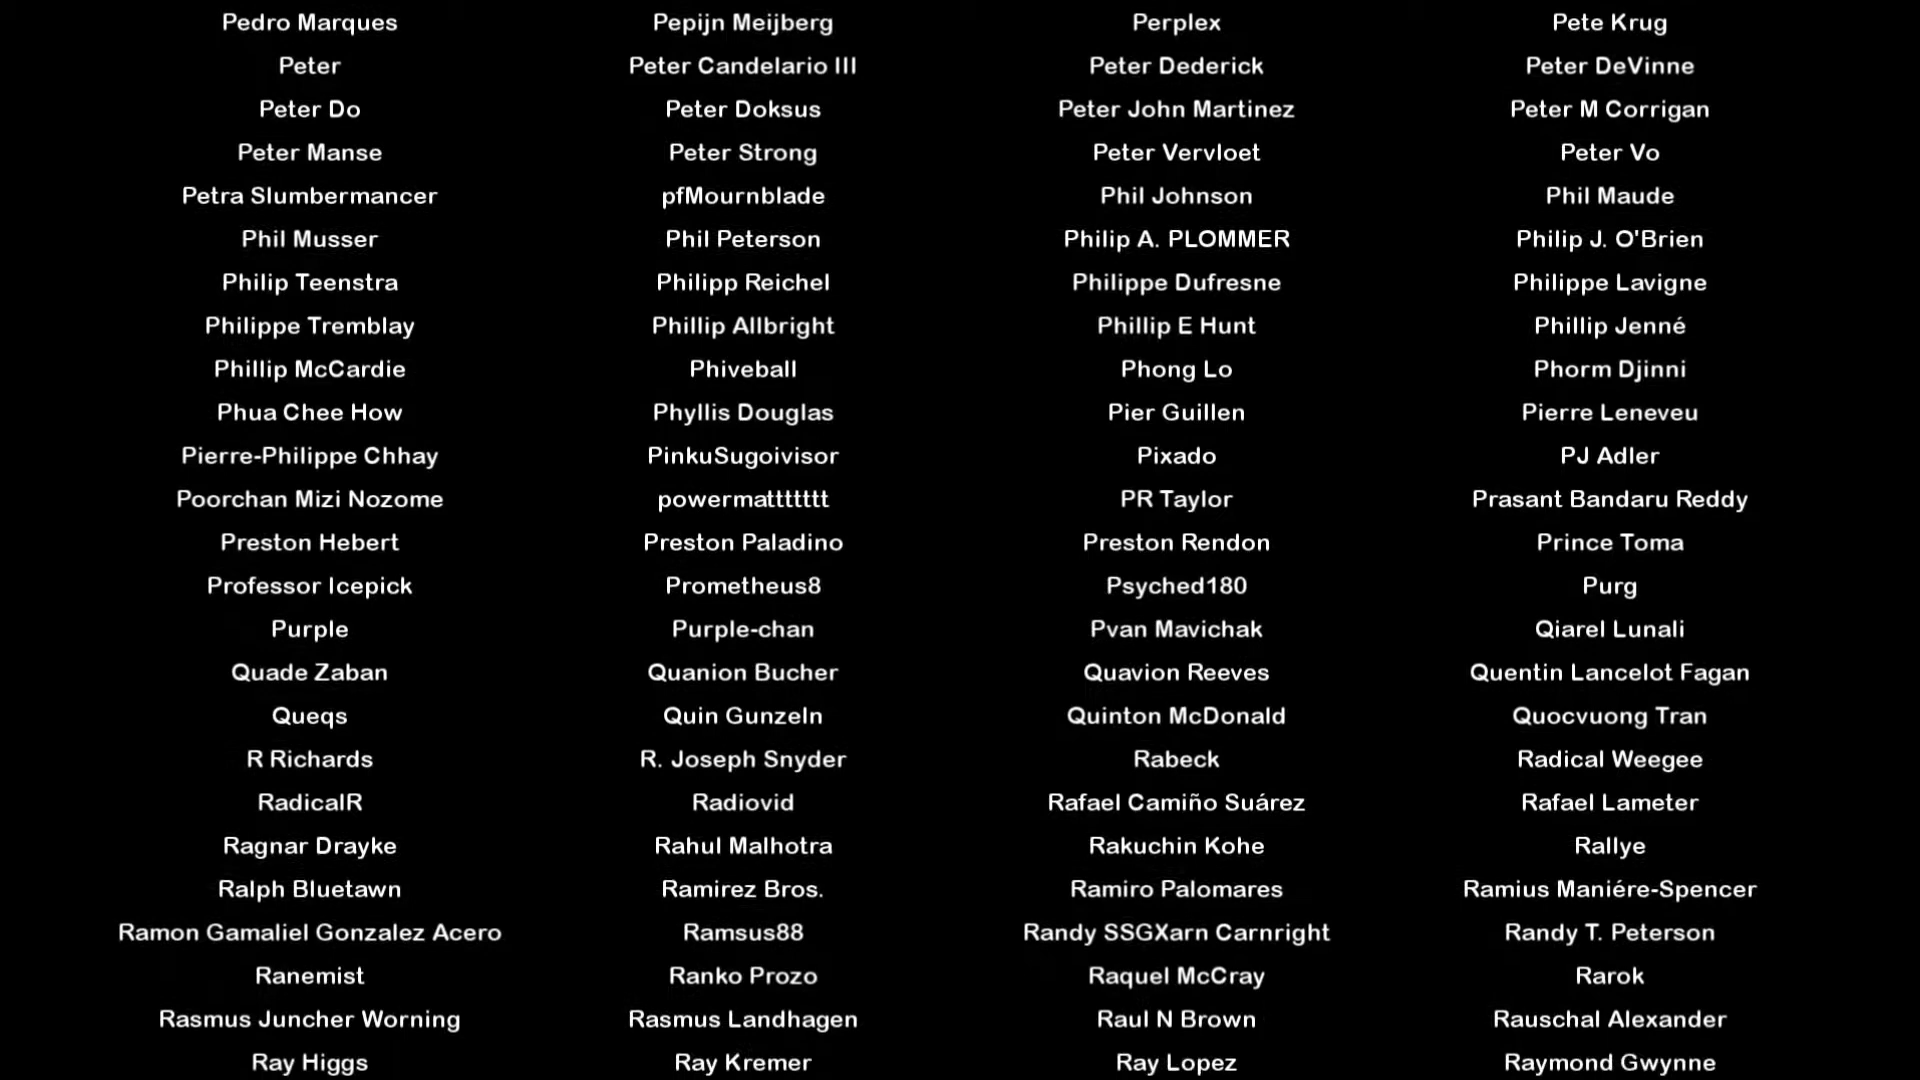 Pedro Marques Pepijn Meijberg Perplex Pete Krug
Peter Peter Candelario III Peter Dederick Peter DeVinne
Peter Do Peter Doksus Peter John Martinez Peter M Corrigan
Peter Manse Peter Strong Peter Vervloet Peter Vo
Petra Slumbermancer pfMournblade Phil Johnson Phil Maude
Phil Musser Phil Peterson Philip A. PLOMMER Philip J. O'Brien
Philip Teenstra Philipp Reichel Philippe Dufresne Philippe Lavigne
Philippe Tremblay Phillip Allbright Phillip E Hunt Phillip Jenné
Phillip McCardie Phiveball Phong Lo Phorm Djinni
Phua Chee How Phyllis Douglas Pier Guillen Pierre Leneveu
Pierre-Philippe Chhay PinkuSugoivisor Pixado PJ Adler
Poorchan Mizi Nozome powermattttttt PR Taylor Prasant Bandaru Reddy
Preston Hebert Preston Paladino Preston Rendon Prince Toma
Professor Icepick Prometheus8 Psyched180 Purg
Purple Purple-chan Pvan Mavichak Qiarel Lunali
Quade Zaban Quanion Bucher Quavion Reeves Quentin Lancelot Fagan
Queqs Quin Gunzeln Quinton McDonald Quocvuong Tran
R Richards R. Joseph Snyder Rabeck Radical Weegee
RadicalR Radiovid Rafael Camiño Suárez Rafael Lameter
Ragnar Drayke Rahul Malhotra Rakuchin Kohe Rallye
Ralph Bluetawn Ramirez Bros. Ramiro Palomares Ramius Maniére-Spencer
Ramon Gamaliel Gonzalez Acero Ramsus88 Randy SSGXarn Carnright Randy T. Peterson
Ranemist Ranko Prozo Raquel McCray Rarok
Rasmus Juncher Worning Rasmus Landhagen Raul N Brown Rauschal Alexander
Ray Higgs Ray Kremer Ray Lopez Raymond Gwynne